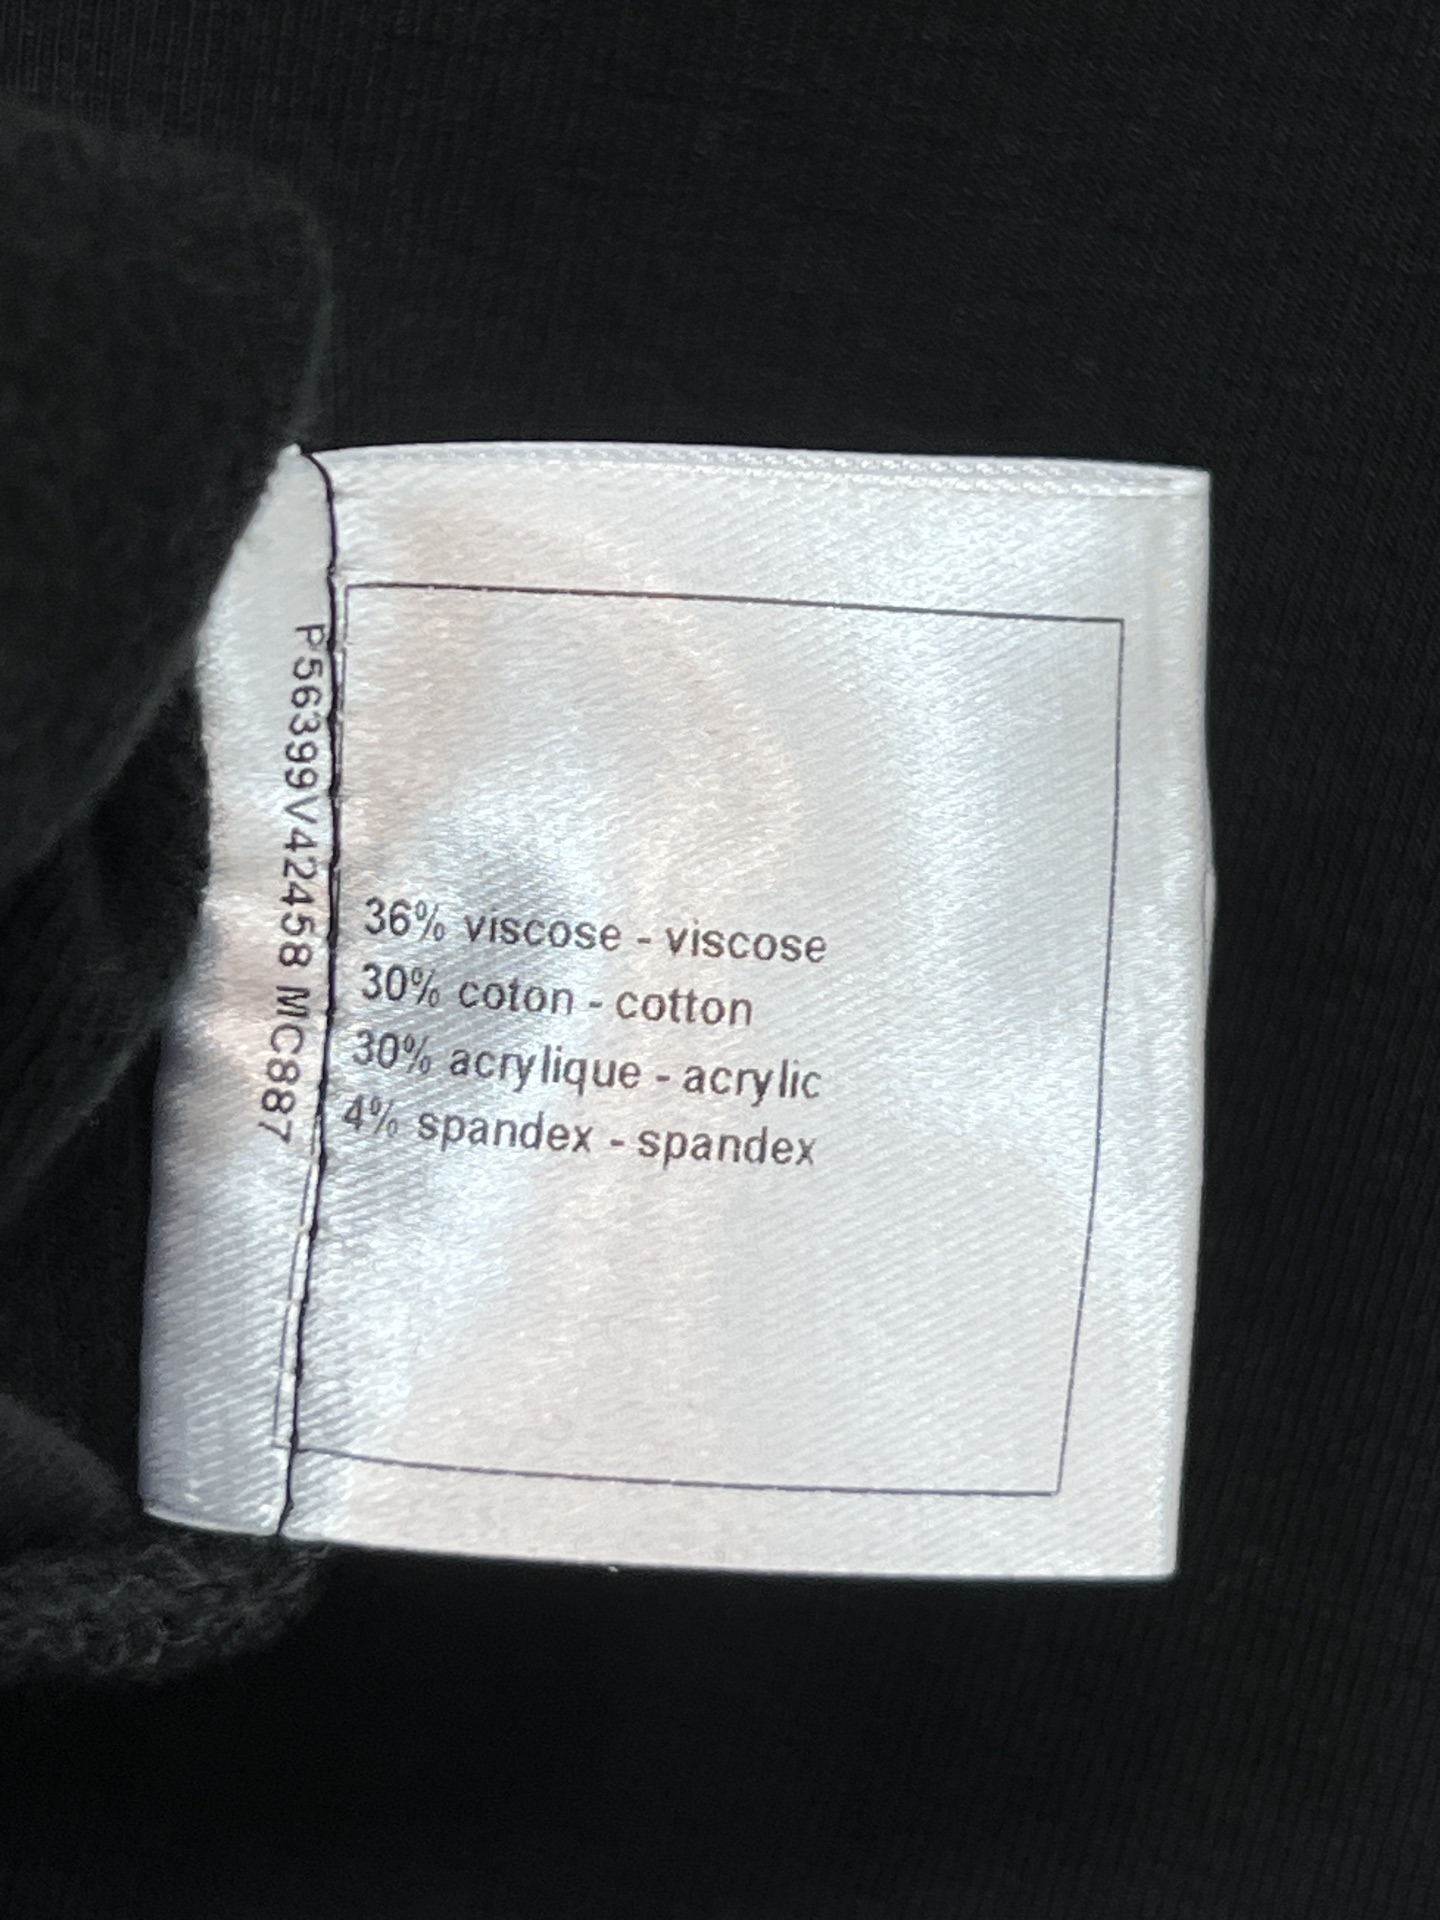 P56399V42458 MC887
36% viscose - viscose
30% coton - cotton
30% acrylique - acrylic
4% spandex - spandex